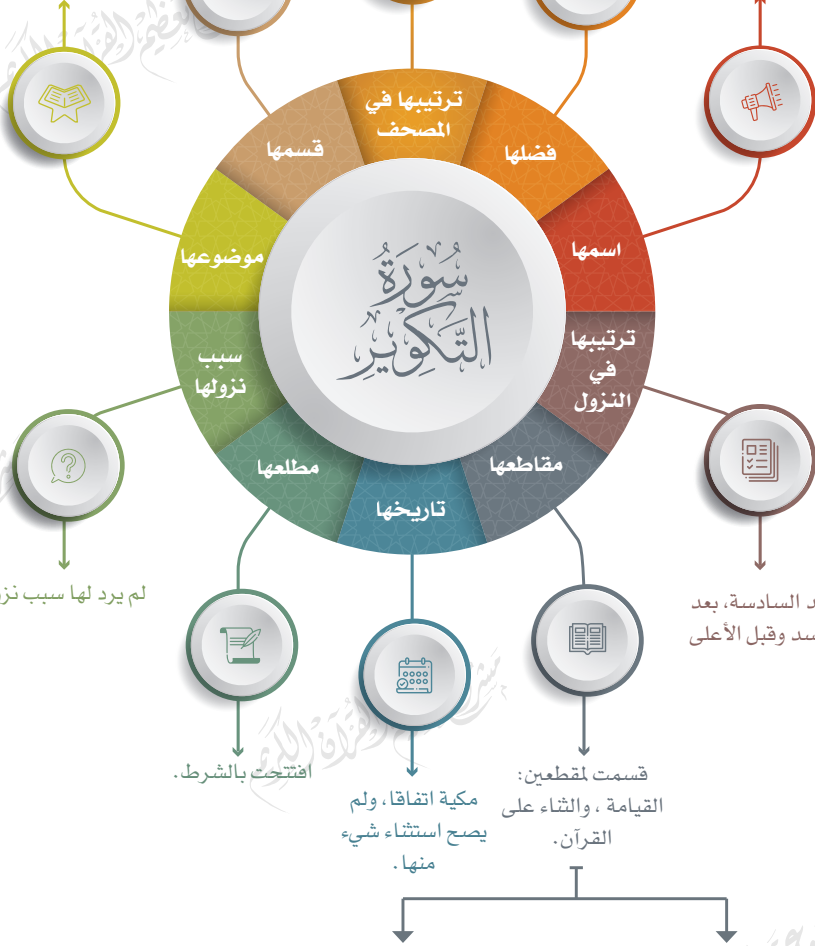 ترتيبها في
المصحف
قسمها
فضلها
موضوعها
اسمها
سُورَةُ
التَّكْوِيرِ
ترتيبها
في
النزول
سبب
نزولها
مقاطعها
مطلعها
تاريخها
السادسة، بعد
وقبل الأعلى
لم يرد لها سبب
افتتحت بالشرط.
مكية اتفاقا، ولم
يصح استثناء شيء
منها.
قسمت لمقطعين:
القيامة ، والثناء على
القرآن.